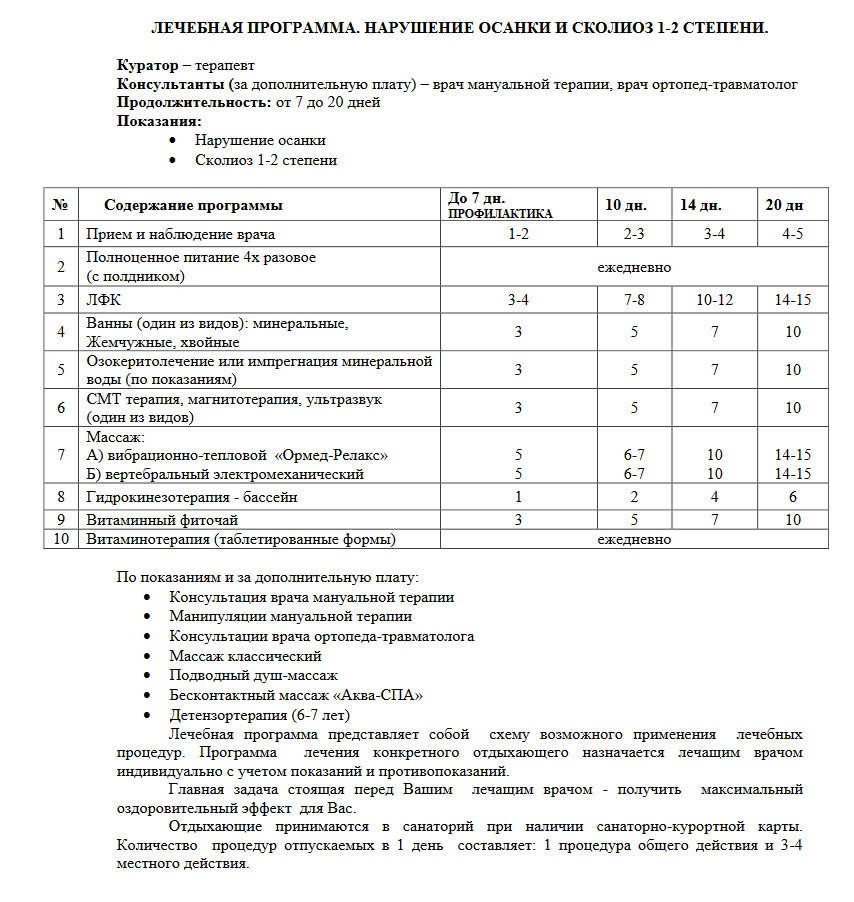 ЛЕЧЕБНАЯ ПРОГРАММА. НАРУШЕНИЕ ОСАНКИ И СКОЛИОЗ 1-2 СТЕПЕНИ.
Куратор – терапевт
Консультанты (за дополнительную плату) – врач мануальной терапии, врач ортопед-травматолог
Продолжительность: от 7 до 20 дней
Показания:
• Нарушение осанки
• Сколиоз 1-2 степени
№ Содержание программы До 7 дн. ПРОФИЛАКТИКА 10 дн. 14 дн. 20 дн
1 Прием и наблюдение врача 1-2 2-3 3-4 4-5
2 Полноценное питание 4х разовое
(с полдником) ежедневно
3 ЛФК 3-4 7-8 10-12 14-15
4 Ванны (один из видов): минеральные,
Жемчужные, хвойные 3 5 7 10
5 Озокеритолечение или импрегнация минеральной
воды (по показаниям) 3 5 7 10
6 СМТ терапия, магнитотерапия, ультразвук
(один из видов) 3 5 7 10
7 Массаж:
А) вибрационно-тепловой «Ормед-Релакс» 5 6-7 10 14-15
Б) вертебральный электромеханический 5 6-7 10 14-15
8 Гидрокинезотерапия - бассейн 1 2 4 6
9 Витаминный фиточай 3 5 7 10
10 Витаминотерапия (таблетированные формы) ежедневно
По показаниям и за дополнительную плату:
• Консультация врача мануальной терапии
• Манипуляции мануальной терапии
• Консультации врача ортопеда-травматолога
• Массаж классический
• Подводный душ-массаж
• Бесконтактный массаж «Аква-СПА»
• Детензортерапия (6-7 лет)
Лечебная программа представляет собой схему возможного применения лечебных
процедур. Программа лечения конкретного отдыхающего назначается лечащим врачом
индивидуально с учетом показаний и противопоказаний.
Главная задача стоящая перед Вашим лечащим врачом - получить максимальный
оздоровительный эффект для Вас.
Отдыхающие принимаются в санаторий при наличии санаторно-курортной карты.
Количество процедур отпускаемых в 1 день составляет: 1 процедура общего действия и 3-4
местного действия.